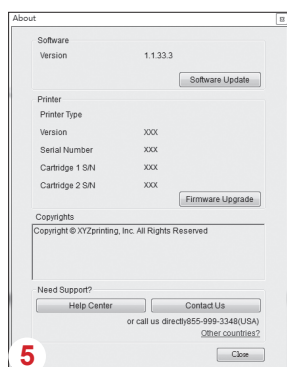 About
Software
Version 1.1.33.3
Software Update
Printer
Printer Type
Version XXX
Serial Number XXX
Cartridge 1 S/N XXX
Cartridge 2 S/N XXX
Firmware Upgrade
Copyrights
Copyright © XYZprinting, Inc. All Rights Reserved
Need Support?
Help Center Contact Us
or call us directly855-999-3348(USA)
Other countries?
Close
5